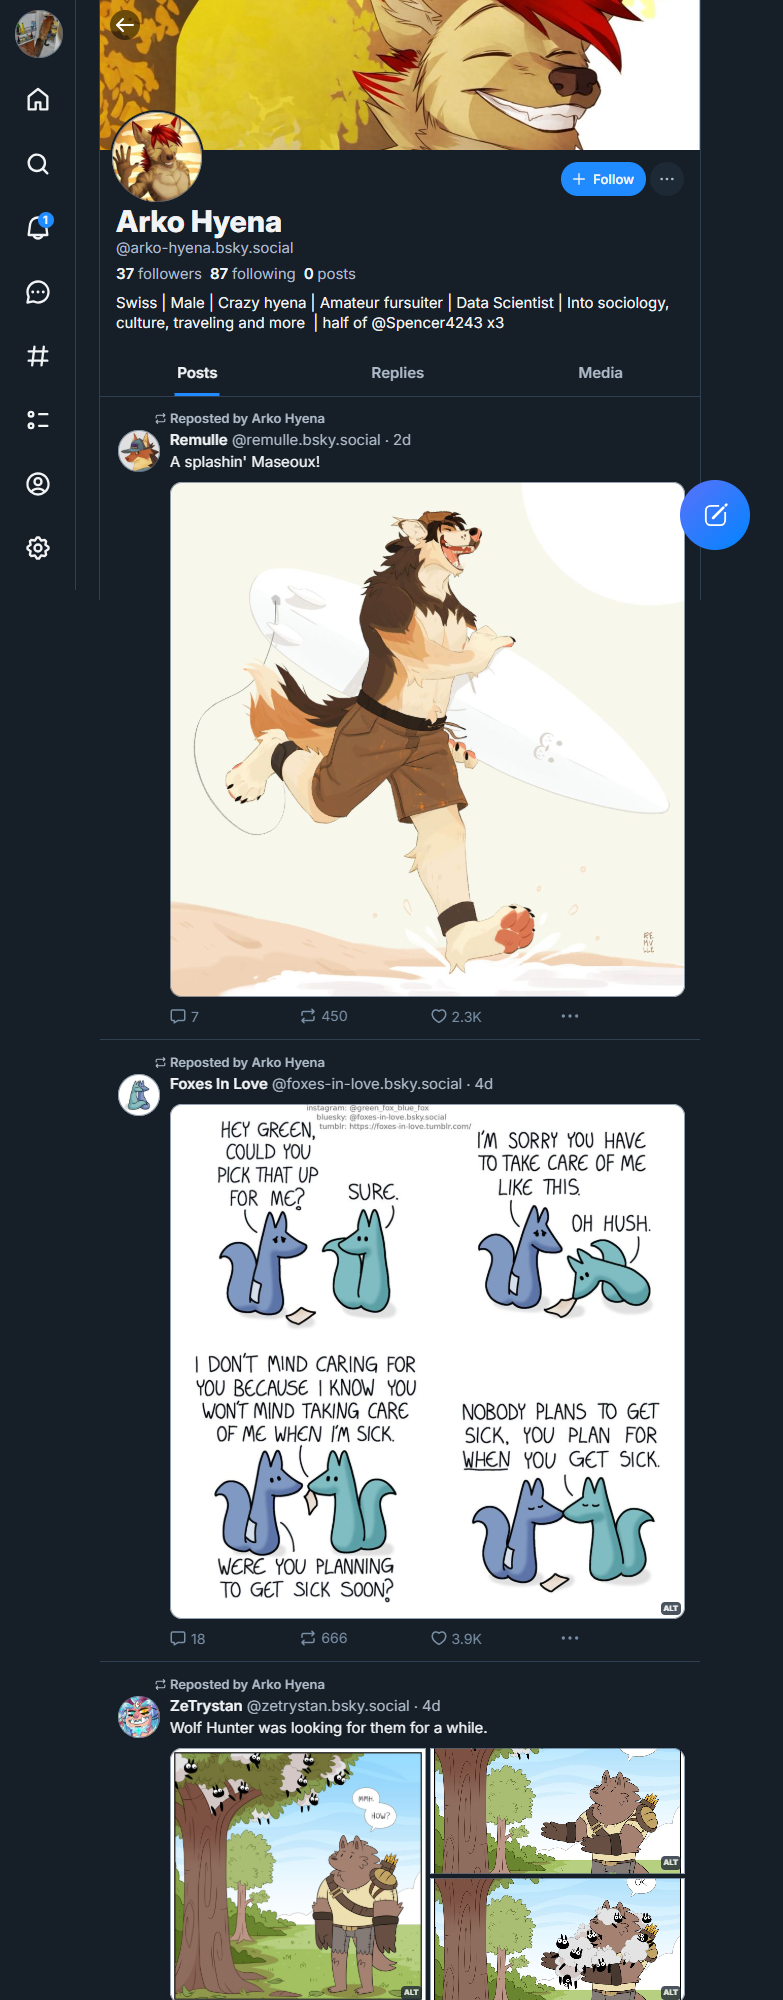 1
Follow
Arko Hyena
@arko-hyena.bsky.social
37 followers 87 following 0 posts
Swiss | Male | Crazy hyena | Amateur fursuiter | Data Scientist | Into sociology,
culture, traveling and more | half of @Spencer4243 x3
Posts Replies Media
Reposted by Arko Hyena
Remulle @remulle.bsky.social · 2d
A splashin' Maseoux!
RE
MV
LLE
7 450 2.3K
Reposted by Arko Hyena
Foxes In Love @foxes-in-love.bsky.social · 4d
instagram: @green_fox_blue_fox
bluesky: @foxes-in-love.bsky.social
tumblr: https://foxes-in-love.tumblr.com/
HEY GREEN,
COULD YOU
PICK THAT UP
FOR ME?
SURE.
I'M SORRY YOU HAVE
TO TAKE CARE OF ME
LIKE THIS.
OH HUSH.
I DON'T MIND CARING FOR
YOU BECAUSE I KNOW YOU
WON'T MIND TAKING CARE
OF ME WHEN I'M SICK.
WERE YOU PLANNING
TO GET SICK SOON?
NOBODY PLANS TO GET
SICK, YOU PLAN FOR
WHEN YOU GET SICK.
ALT
18 666 3.9K
Reposted by Arko Hyena
ZeTrystan @zetrystan.bsky.social · 4d
Wolf Hunter was looking for them for a while.
MMH.
HOW?
ALT
ALT
ALT